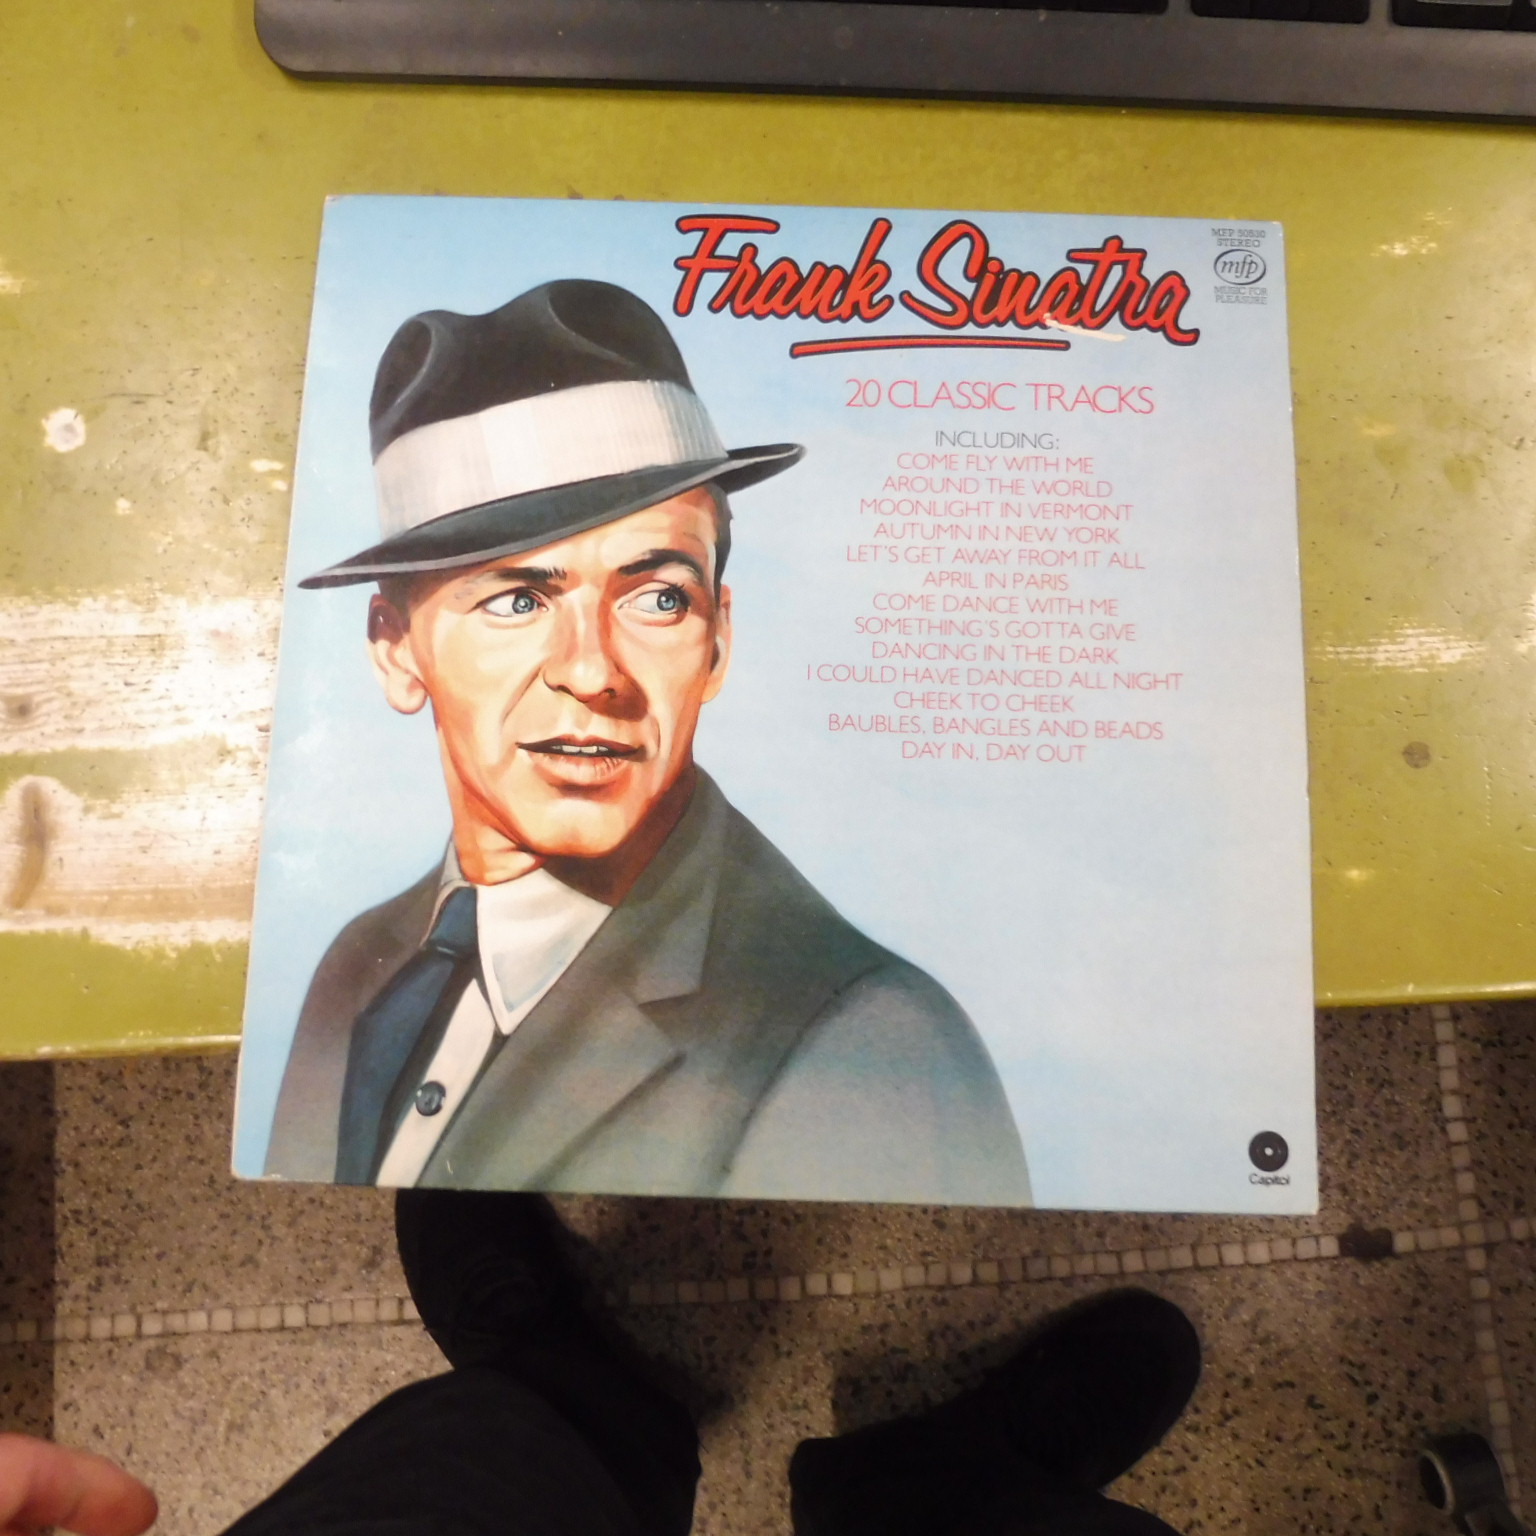 Frank Sinatra
MFP 50530
STEREO
mfp
MUSIC FOR
PLEASURE
20 CLASSIC TRACKS
INCLUDING:
COME FLY WITH ME
AROUND THE WORLD
MOONLIGHT IN VERMONT
AUTUMN IN NEW YORK
LET'S GET AWAY FROM IT ALL
APRIL IN PARIS
COME DANCE WITH ME
SOMETHING'S GOTTA GIVE
DANCING IN THE DARK
I COULD HAVE DANCED ALL NIGHT
CHEEK TO CHEEK
BAUBLES, BANGLES AND BEADS
DAY IN, DAY OUT
Capitol